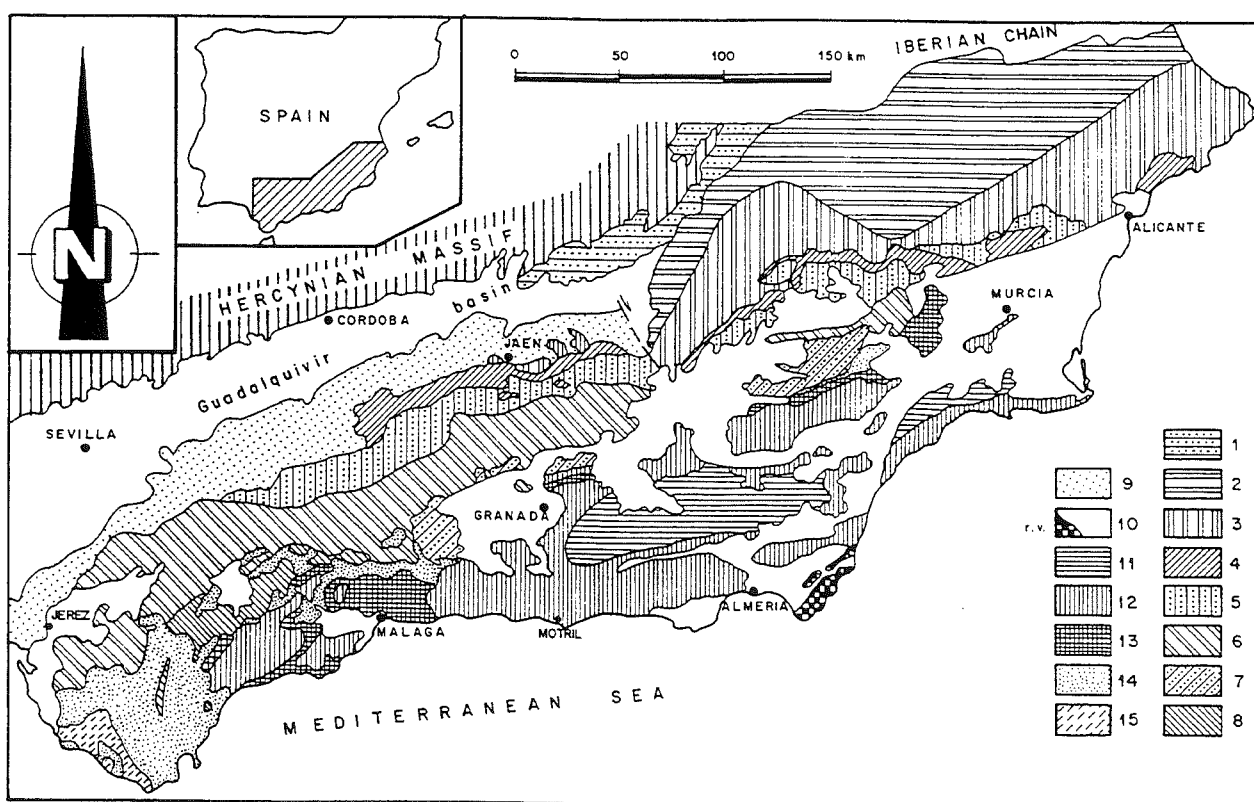 N
SPAIN
IBERIAN CHAIN
0 50 100 150 km
HERCYNIAN MASSIF
CORDOBA
Guadalquivir basin
JAEN
SEVILLA
ALICANTE
MURCIA
GRANADA
JEREZ
MALAGA
MOTRIL
ALMERIA
MEDITERRANEAN SEA
1
9 2
r.v. 10 3
11 4
12 5
13 6
14 7
15 8